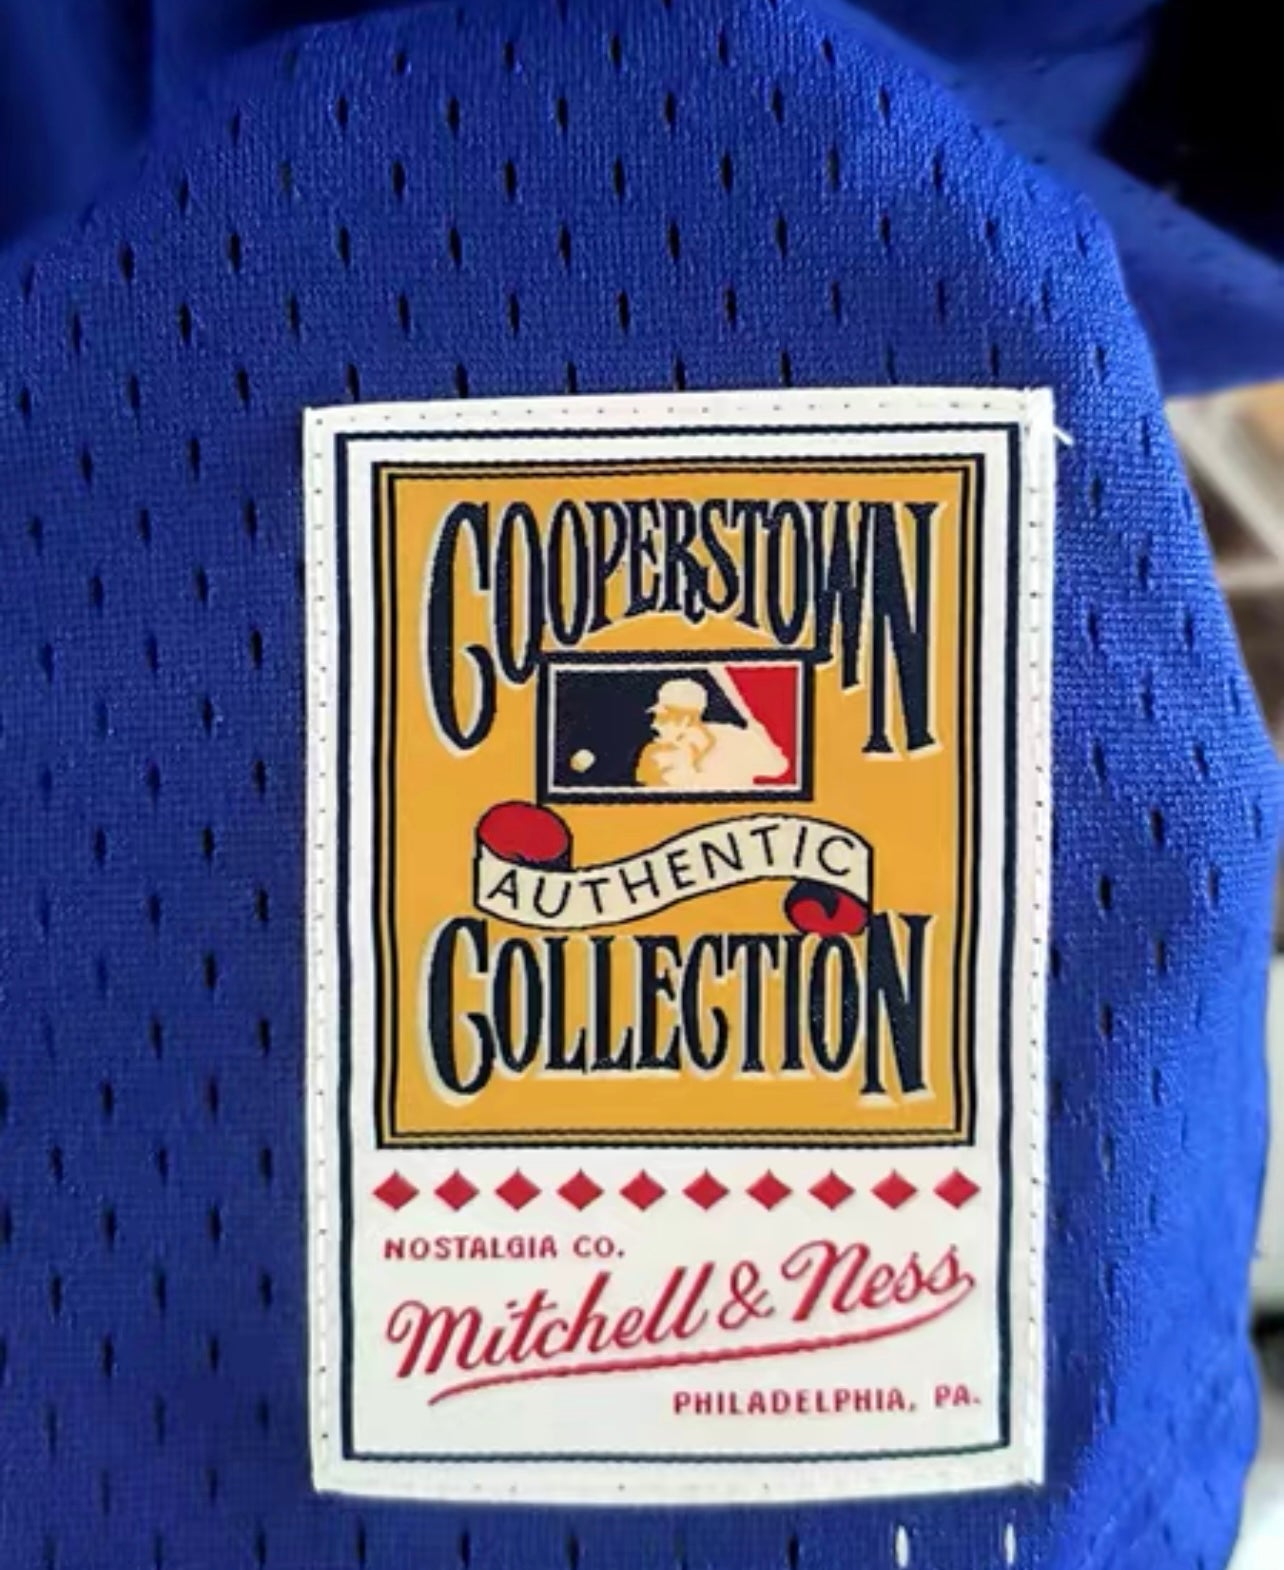 COOPERSTOWN
AUTHENTIC
COLLECTION
NOSTALGIA CO.
Mitchell & Ness
PHILADELPHIA, PA.